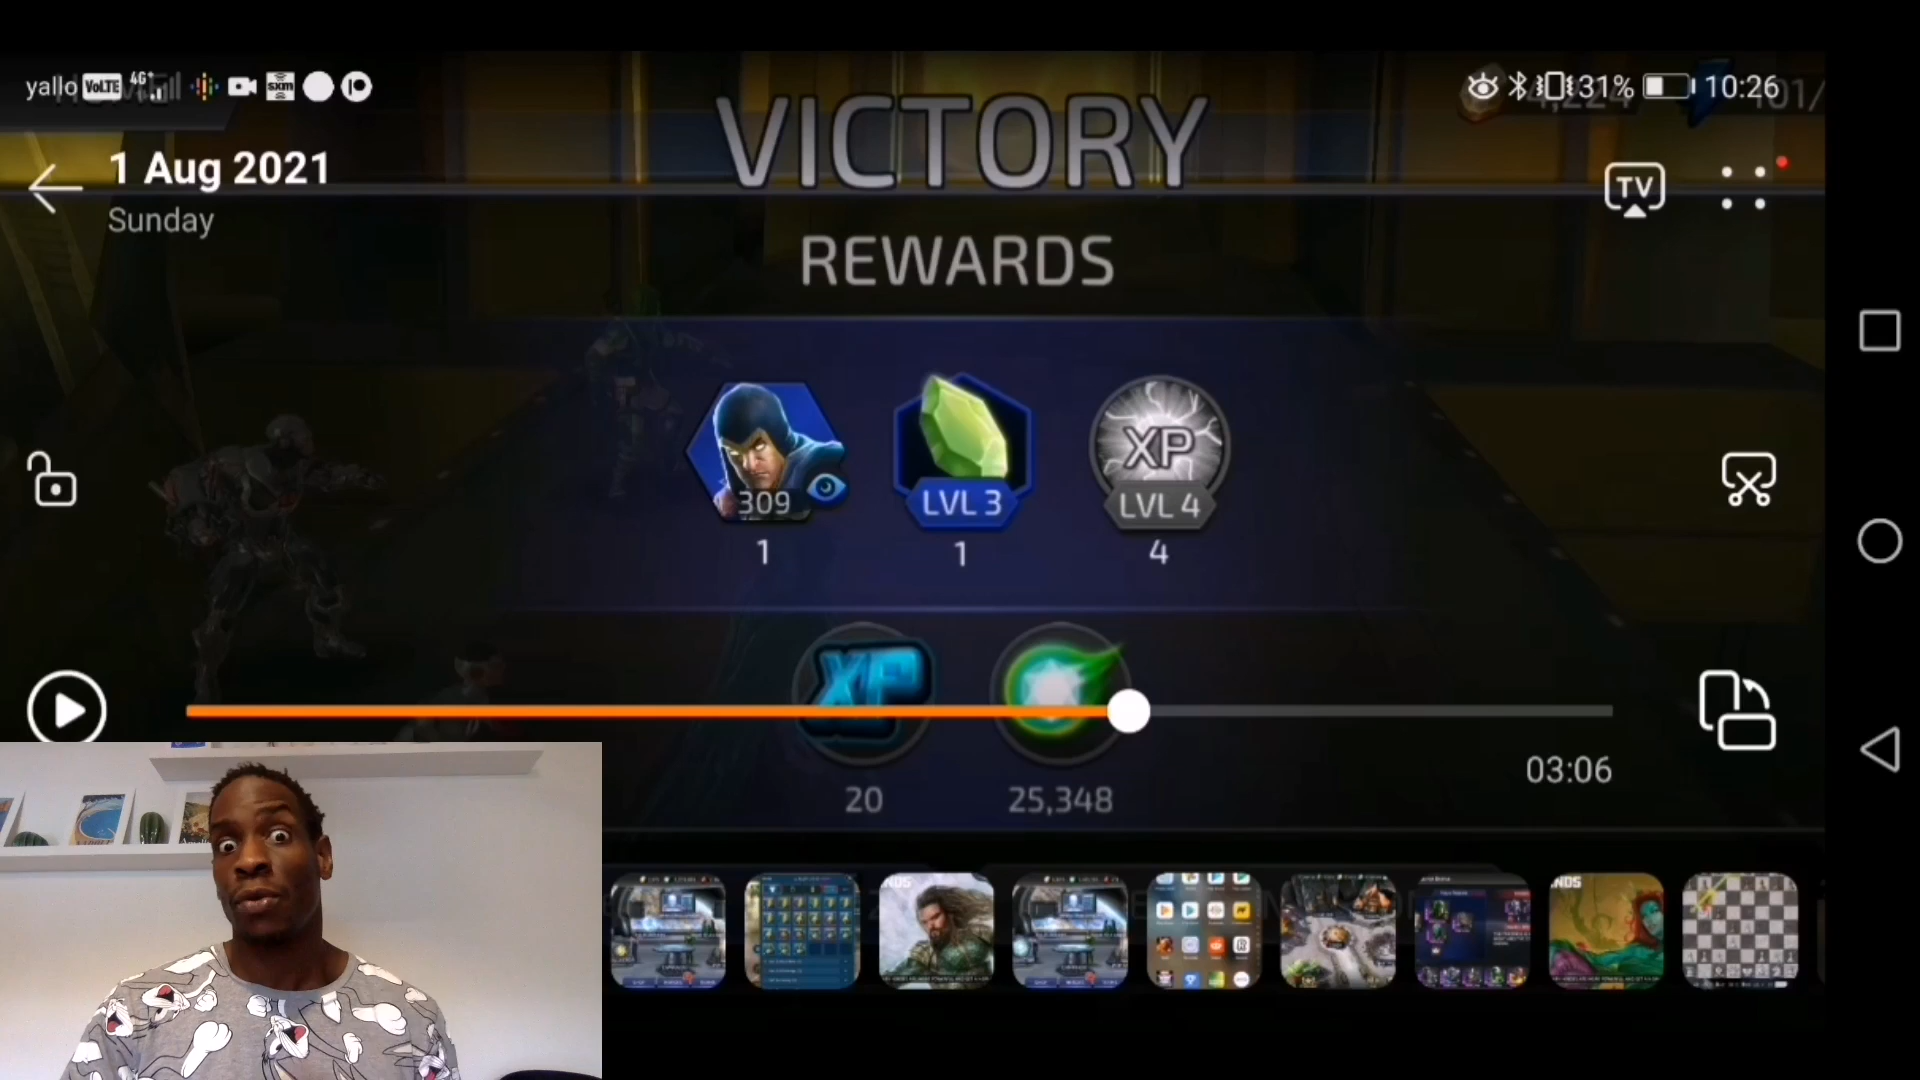 yallo VoLTE 4G+ sxm 31% 10:26
1 Aug 2021
Sunday
TV
VICTORY
REWARDS
309
LVL 3
XP
LVL 4
1
1
4
XP
20
25,348
03:06